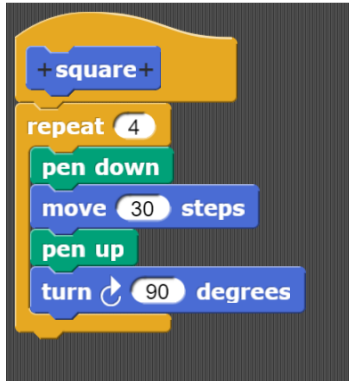 +square+
repeat 4
pen down
move 30 steps
pen up
turn 90 degrees